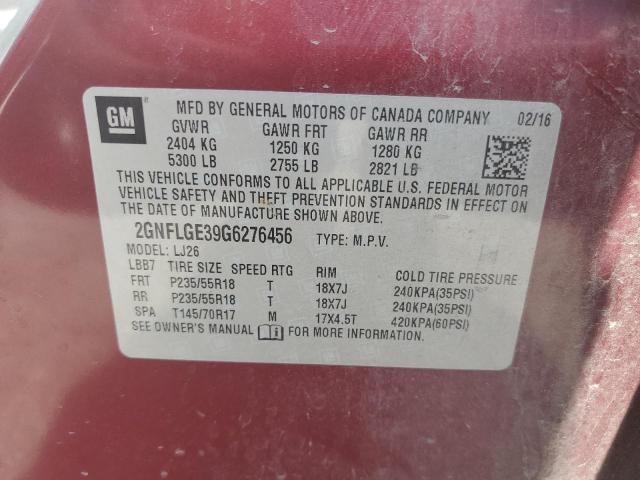 GM
MFD BY GENERAL MOTORS OF CANADA COMPANY 02/16
GVWR GAWR FRT GAWR RR
2404 KG 1250 KG 1280 KG
5300 LB 2755 LB 2821 LB
THIS VEHICLE CONFORMS TO ALL APPLICABLE U.S. FEDERAL MOTOR
VEHICLE SAFETY AND THEFT PREVENTION STANDARDS IN EFFECT ON
THE DATE OF MANUFACTURE SHOWN ABOVE.
2GNFLGE39G6276456 TYPE: M.P.V.
MODEL: LJ26
LBB7 TIRE SIZE SPEED RTG RIM COLD TIRE PRESSURE
FRT P235/55R18 T 18X7J 240KPA(35PSI)
RR P235/55R18 T 18X7J 240KPA(35PSI)
SPA T145/70R17 M 17X4.5T 420KPA(60PSI)
SEE OWNER'S MANUAL FOR MORE INFORMATION.